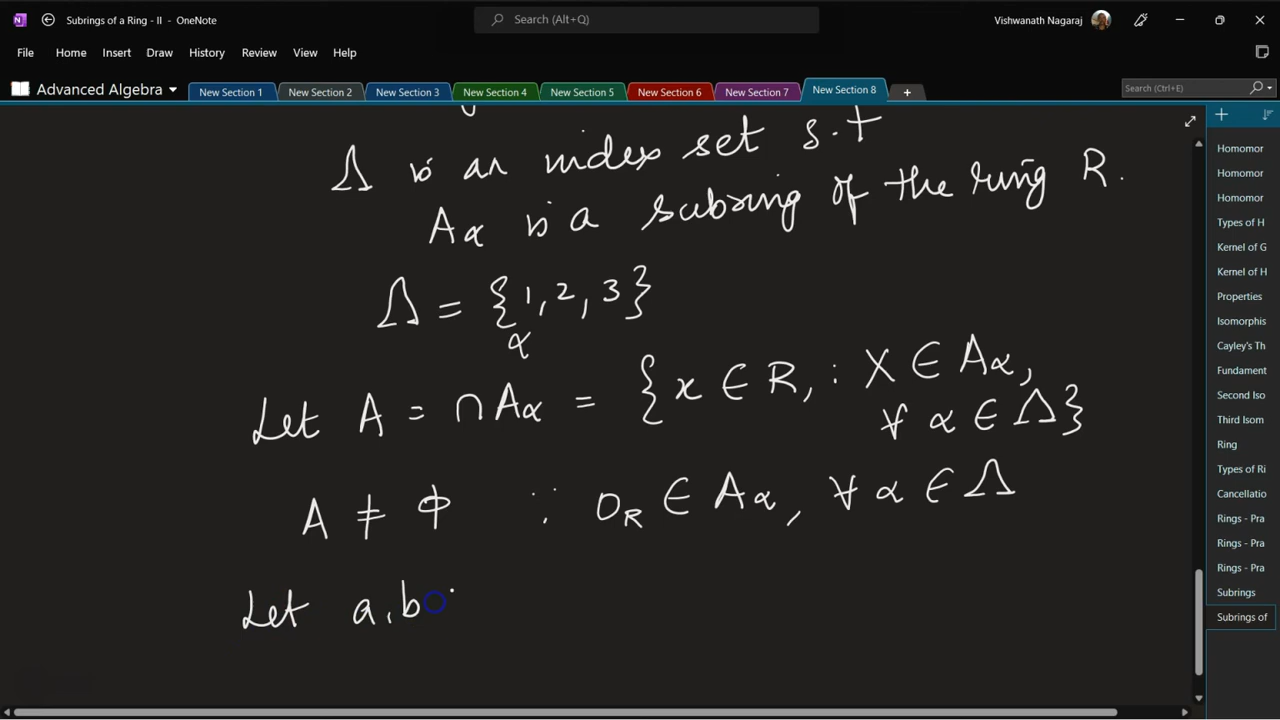 Subrings of a Ring - II - OneNote
Search (Alt+Q)
Vishwanath Nagaraj
File Home Insert Draw History Review View Help
Advanced Algebra
New Section 1 New Section 2 New Section 3 New Section 4 New Section 5 New Section 6 New Section 7 New Section 8 +
Search (Ctrl+E)
Δ is an index set s.t
Aα is a subring of the ring R.
Δ = {1, 2, 3}
α
Let A = ∩ Aα = {x ∈ R, : X ∈ Aα,
∀ α ∈ Δ}
A ≠ Φ ∵ 0R ∈ Aα, ∀ α ∈ Δ
Let a, b
Homomor
Homomor
Homomor
Types of H
Kernel of G
Kernel of H
Properties
Isomorphis
Cayley's Th
Fundament
Second Iso
Third Isom
Ring
Types of Ri
Cancellatio
Rings - Pra
Rings - Pra
Rings - Pra
Subrings
Subrings of